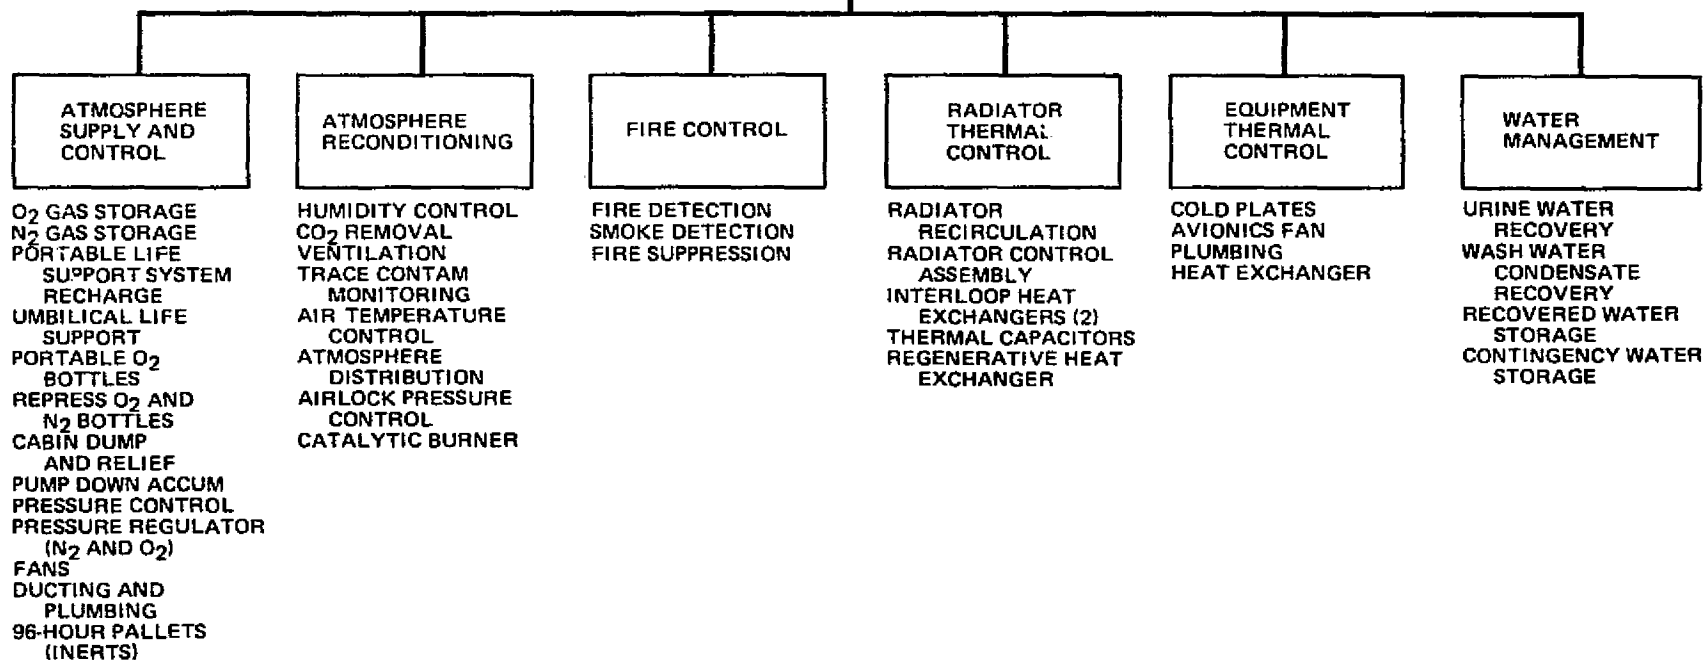 ATMOSPHERE
SUPPLY AND
CONTROL
O2 GAS STORAGE
N2 GAS STORAGE
PORTABLE LIFE
SUPPORT SYSTEM
RECHARGE
UMBILICAL LIFE
SUPPORT
PORTABLE O2
BOTTLES
REPRESS O2 AND
N2 BOTTLES
CABIN DUMP
AND RELIEF
PUMP DOWN ACCUM
PRESSURE CONTROL
PRESSURE REGULATOR
(N2 AND O2)
FANS
DUCTING AND
PLUMBING
96-HOUR PALLETS
(INERTS)
ATMOSPHERE
RECONDITIONING
HUMIDITY CONTROL
CO2 REMOVAL
VENTILATION
TRACE CONTAM
MONITORING
AIR TEMPERATURE
CONTROL
ATMOSPHERE
DISTRIBUTION
AIRLOCK PRESSURE
CONTROL
CATALYTIC BURNER
FIRE CONTROL
FIRE DETECTION
SMOKE DETECTION
FIRE SUPPRESSION
RADIATOR
THERMAL
CONTROL
RADIATOR
RECIRCULATION
RADIATOR CONTROL
ASSEMBLY
INTERLOOP HEAT
EXCHANGERS (2)
THERMAL CAPACITORS
REGENERATIVE HEAT
EXCHANGER
EQUIPMENT
THERMAL
CONTROL
COLD PLATES
AVIONICS FAN
PLUMBING
HEAT EXCHANGER
WATER
MANAGEMENT
URINE WATER
RECOVERY
WASH WATER
CONDENSATE
RECOVERY
RECOVERED WATER
STORAGE
CONTINGENCY WATER
STORAGE